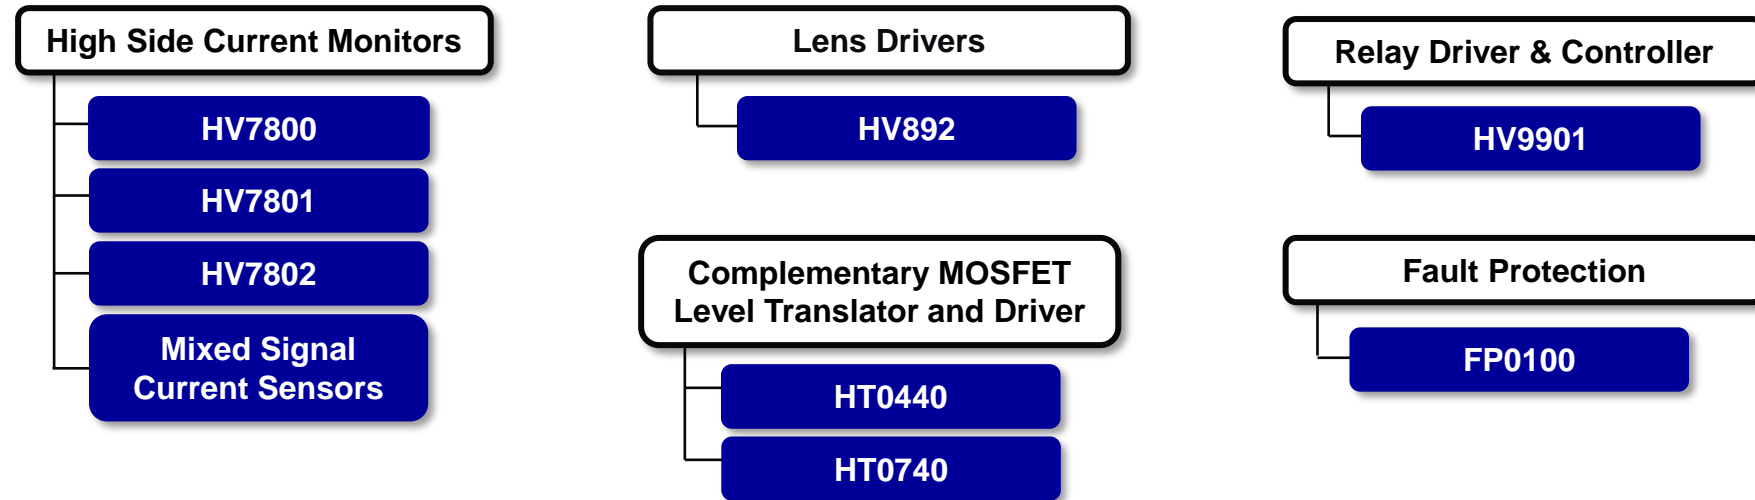 High Side Current Monitors
HV7800
HV7801
HV7802
Mixed Signal
Current Sensors
Lens Drivers
HV892
Complementary MOSFET
Level Translator and Driver
HT0440
HT0740
Relay Driver & Controller
HV9901
Fault Protection
FP0100